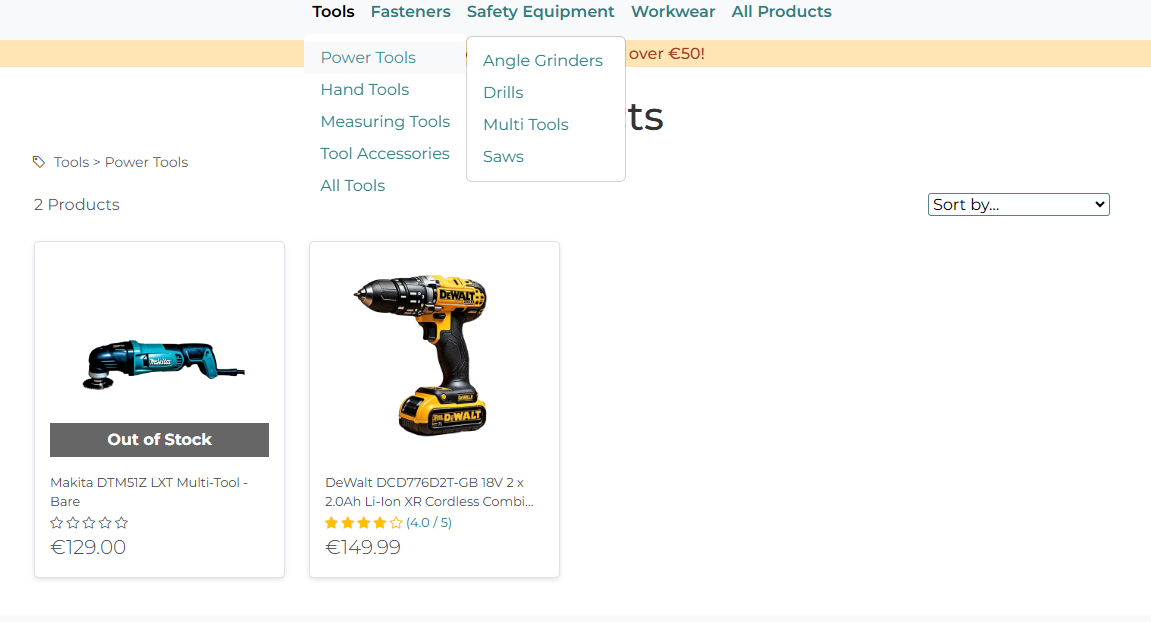 Tools Fasteners Safety Equipment Workwear All Products
over €50!
Power Tools
Hand Tools
Measuring Tools
Tool Accessories
All Tools
Angle Grinders
Drills
Multi Tools
Saws
ts
Tools > Power Tools
2 Products
Sort by...
Makita
Out of Stock
Makita DTM51Z LXT Multi-Tool -
Bare
€129.00
DEWALT
DEWALT
DeWalt DCD776D2T-GB 18V 2 x
2.0Ah Li-Ion XR Cordless Combi...
(4.0 / 5)
€149.99